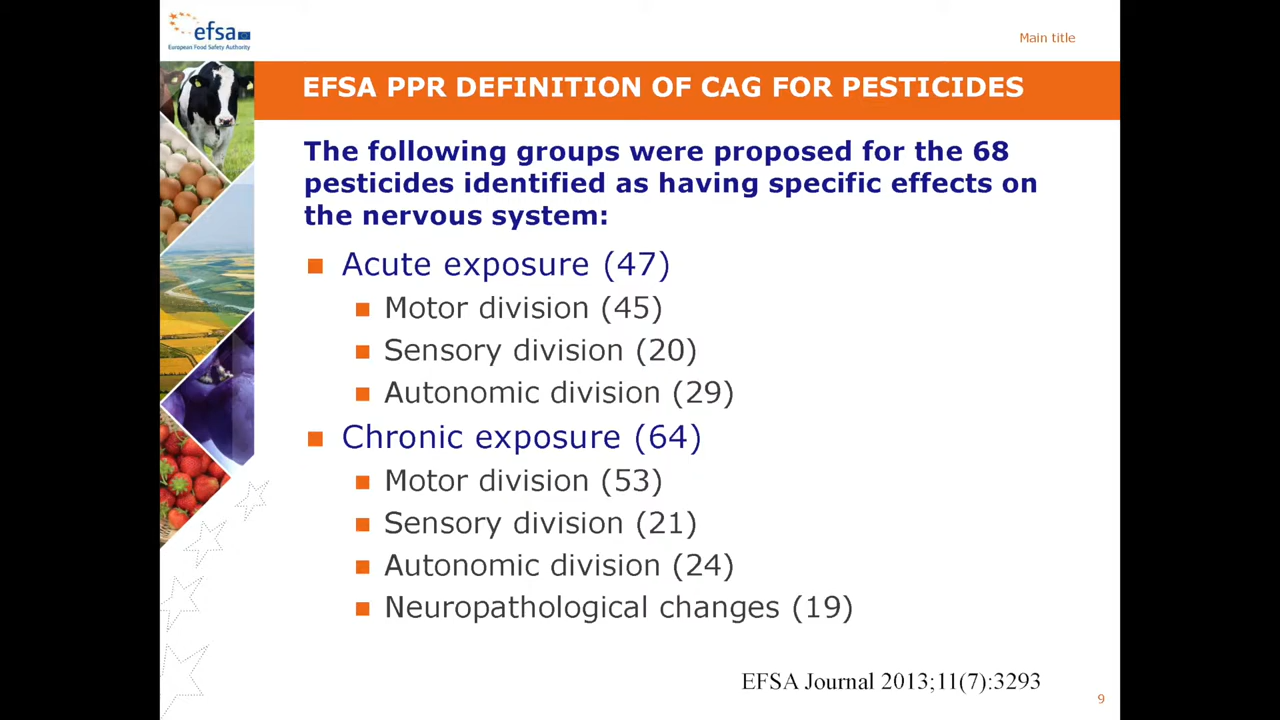 efsa
European Food Safety Authority
Main title
EFSA PPR DEFINITION OF CAG FOR PESTICIDES
The following groups were proposed for the 68
pesticides identified as having specific effects on
the nervous system:
Acute exposure (47)
Motor division (45)
Sensory division (20)
Autonomic division (29)
Chronic exposure (64)
Motor division (53)
Sensory division (21)
Autonomic division (24)
Neuropathological changes (19)
EFSA Journal 2013;11(7):3293
9